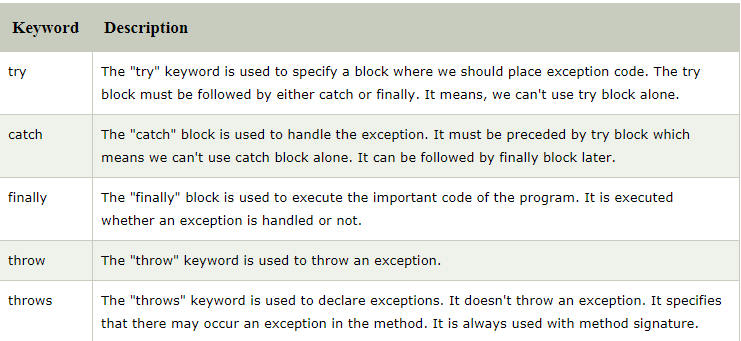 Keyword Description
try The "try" keyword is used to specify a block where we should place exception code. The try
block must be followed by either catch or finally. It means, we can't use try block alone.
catch The "catch" block is used to handle the exception. It must be preceded by try block which
means we can't use catch block alone. It can be followed by finally block later.
finally The "finally" block is used to execute the important code of the program. It is executed
whether an exception is handled or not.
throw The "throw" keyword is used to throw an exception.
throws The "throws" keyword is used to declare exceptions. It doesn't throw an exception. It specifies
that there may occur an exception in the method. It is always used with method signature.